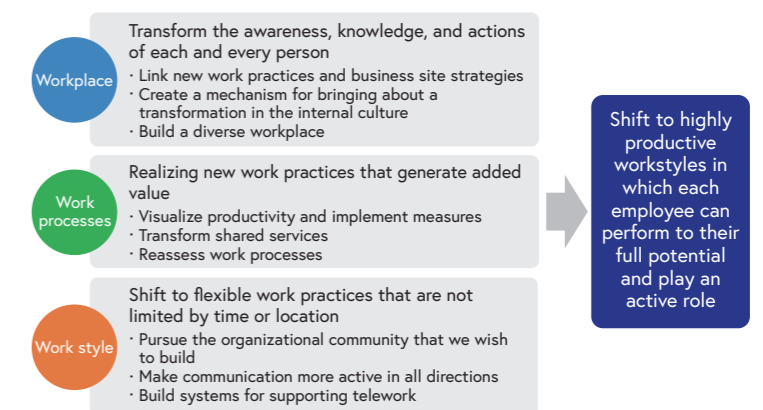 Workplace
Transform the awareness, knowledge, and actions
of each and every person
· Link new work practices and business site strategies
· Create a mechanism for bringing about a
transformation in the internal culture
· Build a diverse workplace
Work
processes
Realizing new work practices that generate added
value
· Visualize productivity and implement measures
· Transform shared services
· Reassess work processes
Work style
Shift to flexible work practices that are not
limited by time or location
· Pursue the organizational community that we wish
to build
· Make communication more active in all directions
· Build systems for supporting telework
Shift to highly
productive
workstyles in
which each
employee can
perform to their
full potential
and play an
active role